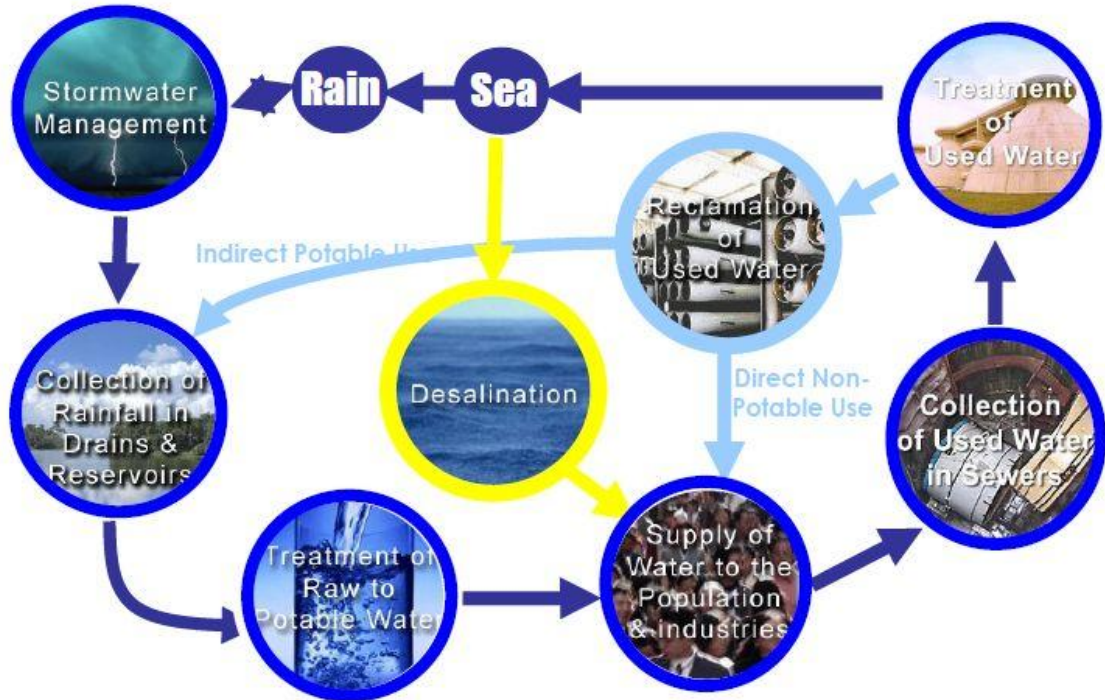 Stormwater
Management
Rain
Sea
Treatment
of
Used Water
Reclamation
of
Used Water
Indirect Potable
Collection of
Rainfall in
Drains &
Reservoirs
Desalination
Direct Non-
Potable Use
Collection
of Used Water
in Sewers
Treatment of
Raw to
Potable Water
Supply of
Water to the
Population
& industries